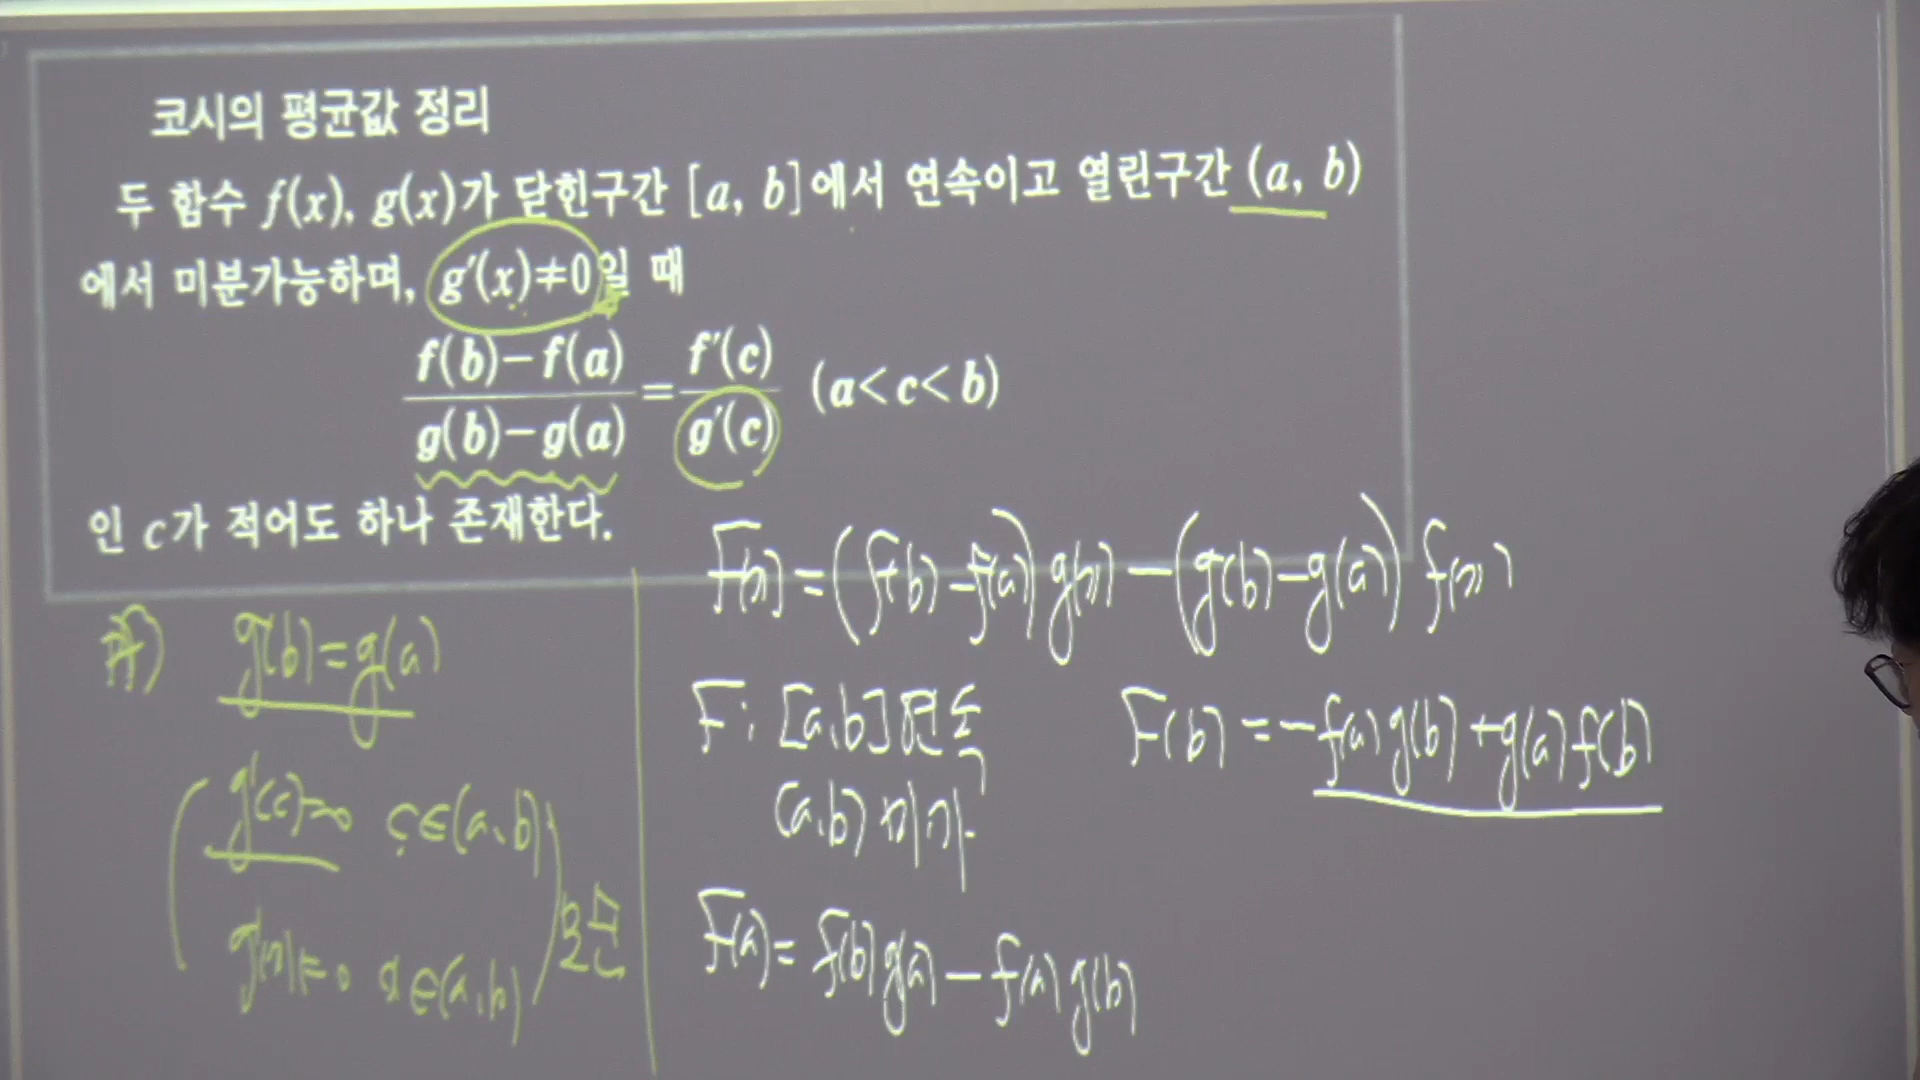 코시의 평균값 정리
두 함수 f(x), g(x)가 닫힌구간 [a, b]에서 연속이고 열린구간 (a, b)
에서 미분가능하며, g′(x)≠0일 때
f(b)−f(a) / g(b)−g(a) = f′(c) / g′(c) (a<c<b)
인 c가 적어도 하나 존재한다.
F(x) = (f(b)−f(a)) g(x) − (g(b)−g(a)) f(x)
g(b)=g(a)
F : [a,b] 연속
F(b) = −f(a)g(b)+g(a)f(b)
g′(c)=0 c∈(a,b)
(a,b) 미가
g′(x)≠0 x∈(a,b) 모순
F(a)= f(b)g(a)−f(a)g(b)